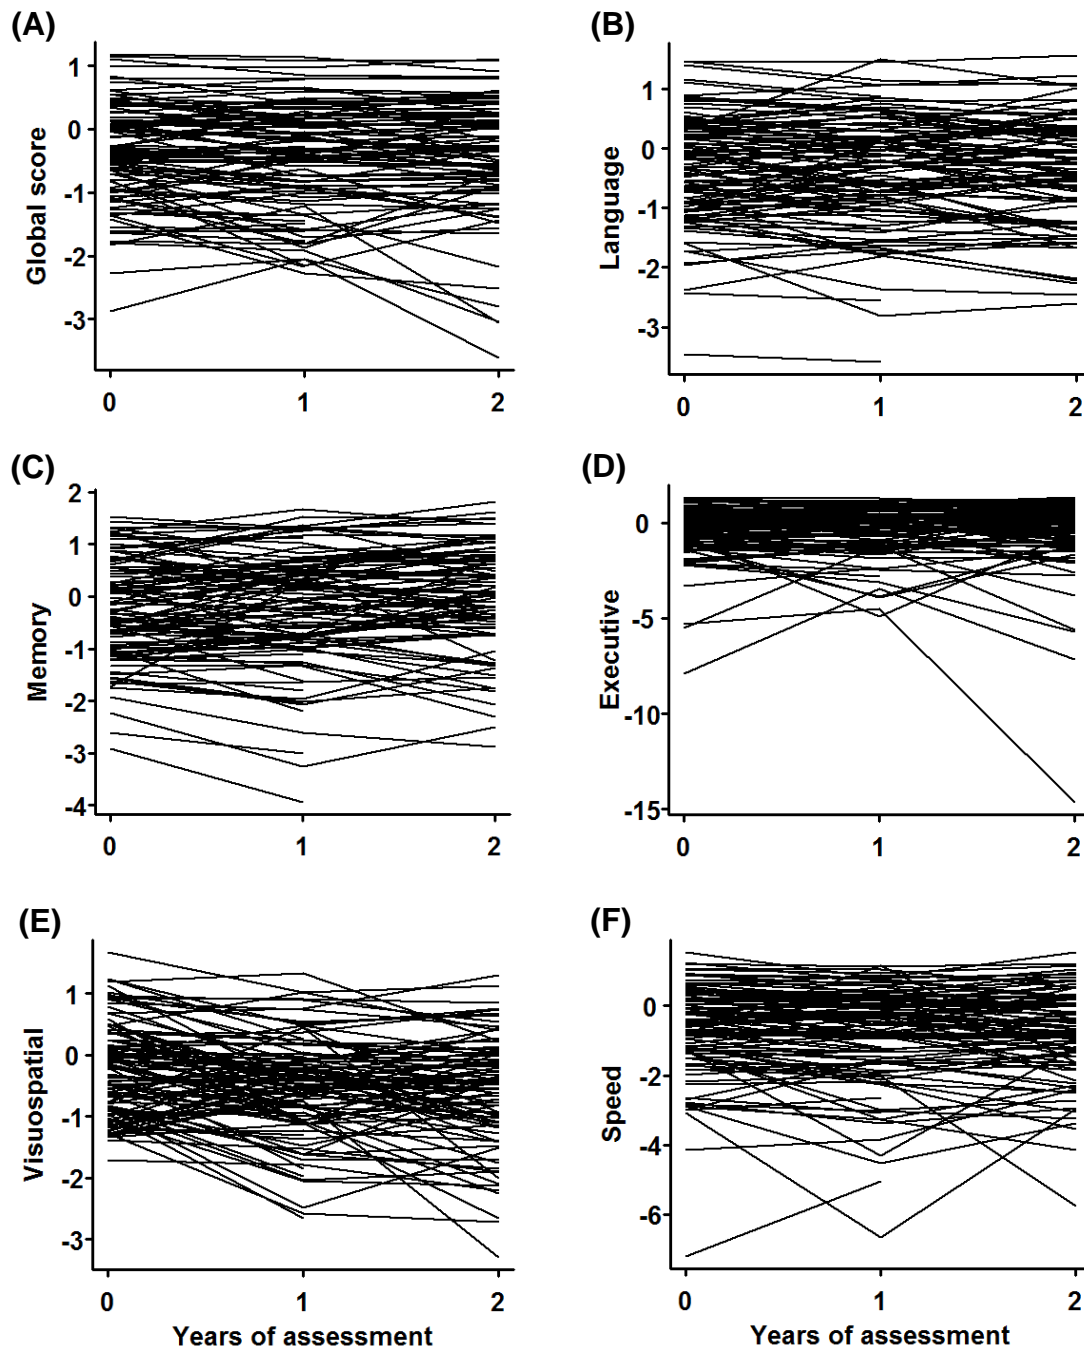 (A)
Global score
1
0
-1
-2
-3
0 1 2
(B)
Language
1
0
-1
-2
-3
0 1 2
(C)
Memory
2
1
0
-1
-2
-3
-4
0 1 2
(D)
Executive
0
-5
-10
-15
0 1 2
(E)
Visuospatial
1
0
-1
-2
-3
0 1 2
Years of assessment
(F)
Speed
0
-2
-4
-6
0 1 2
Years of assessment